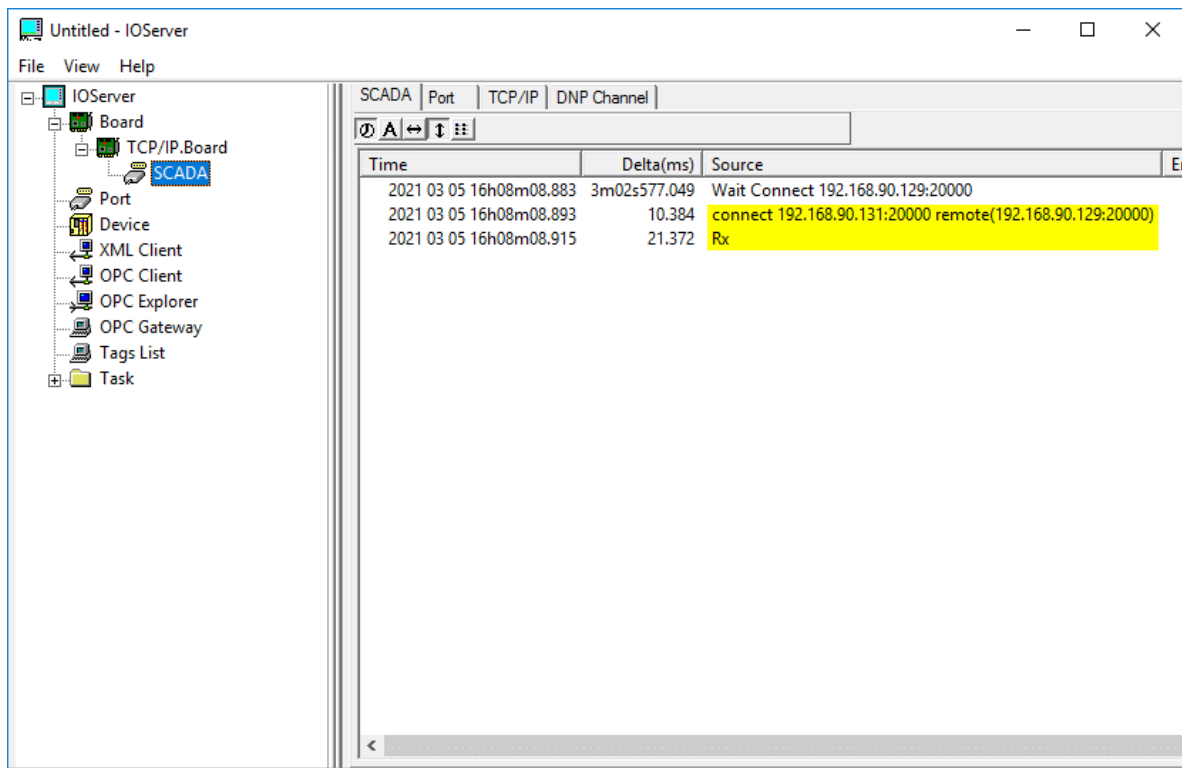 Untitled - IOServer
File View Help
IOServer
Board
TCP/IP.Board
SCADA
Port
Device
XML Client
OPC Client
OPC Explorer
OPC Gateway
Tags List
Task
SCADA Port TCP/IP DNP Channel
A
Time Delta(ms) Source
2021 03 05 16h08m08.883 3m02s577.049 Wait Connect 192.168.90.129:20000
2021 03 05 16h08m08.893 10.384 connect 192.168.90.131:20000 remote(192.168.90.129:20000)
2021 03 05 16h08m08.915 21.372 Rx